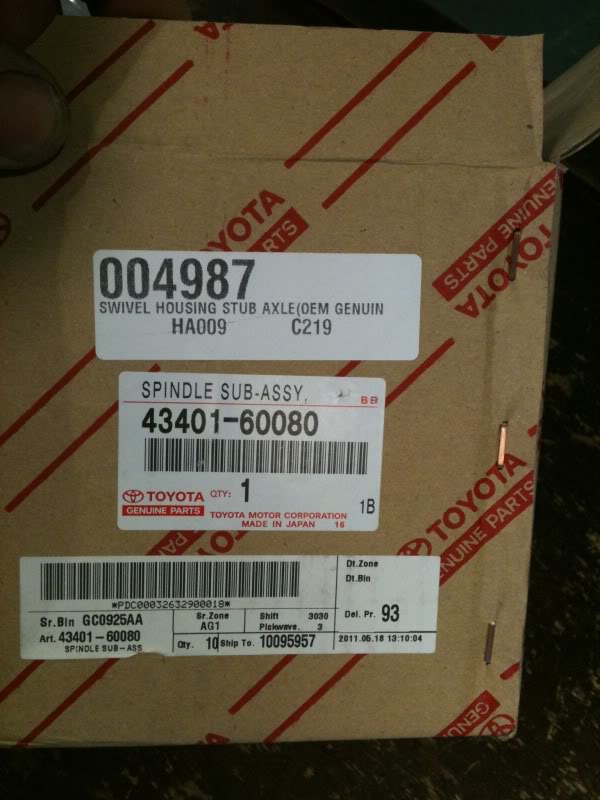 TOYOTA
PARTS
GENUINE PARTS
TOYOTA
004987
SWIVEL HOUSING STUB AXLE(OEM GENUIN
HA009 C219
SPINDLE SUB-ASSY,
BB
43401-60080
TOYOTA QTY: 1
GENUINE PARTS
TOYOTA MOTOR CORPORATION
MADE IN JAPAN 16
1B
TOYOTA
GENUINE PARTS
*PDC00032632900018*
Sr.Bin GC0925AA
Art. 43401-60080
SPINDLE SUB-ASS
Sr.Zone
AG1
Shift 3030
Pickwave. 3
Qty. 10 Ship To. 10095957
Dt.Zone
Dt.Bin
Del. Pr. 93
2011.05.18 13:10:04
GENUINE